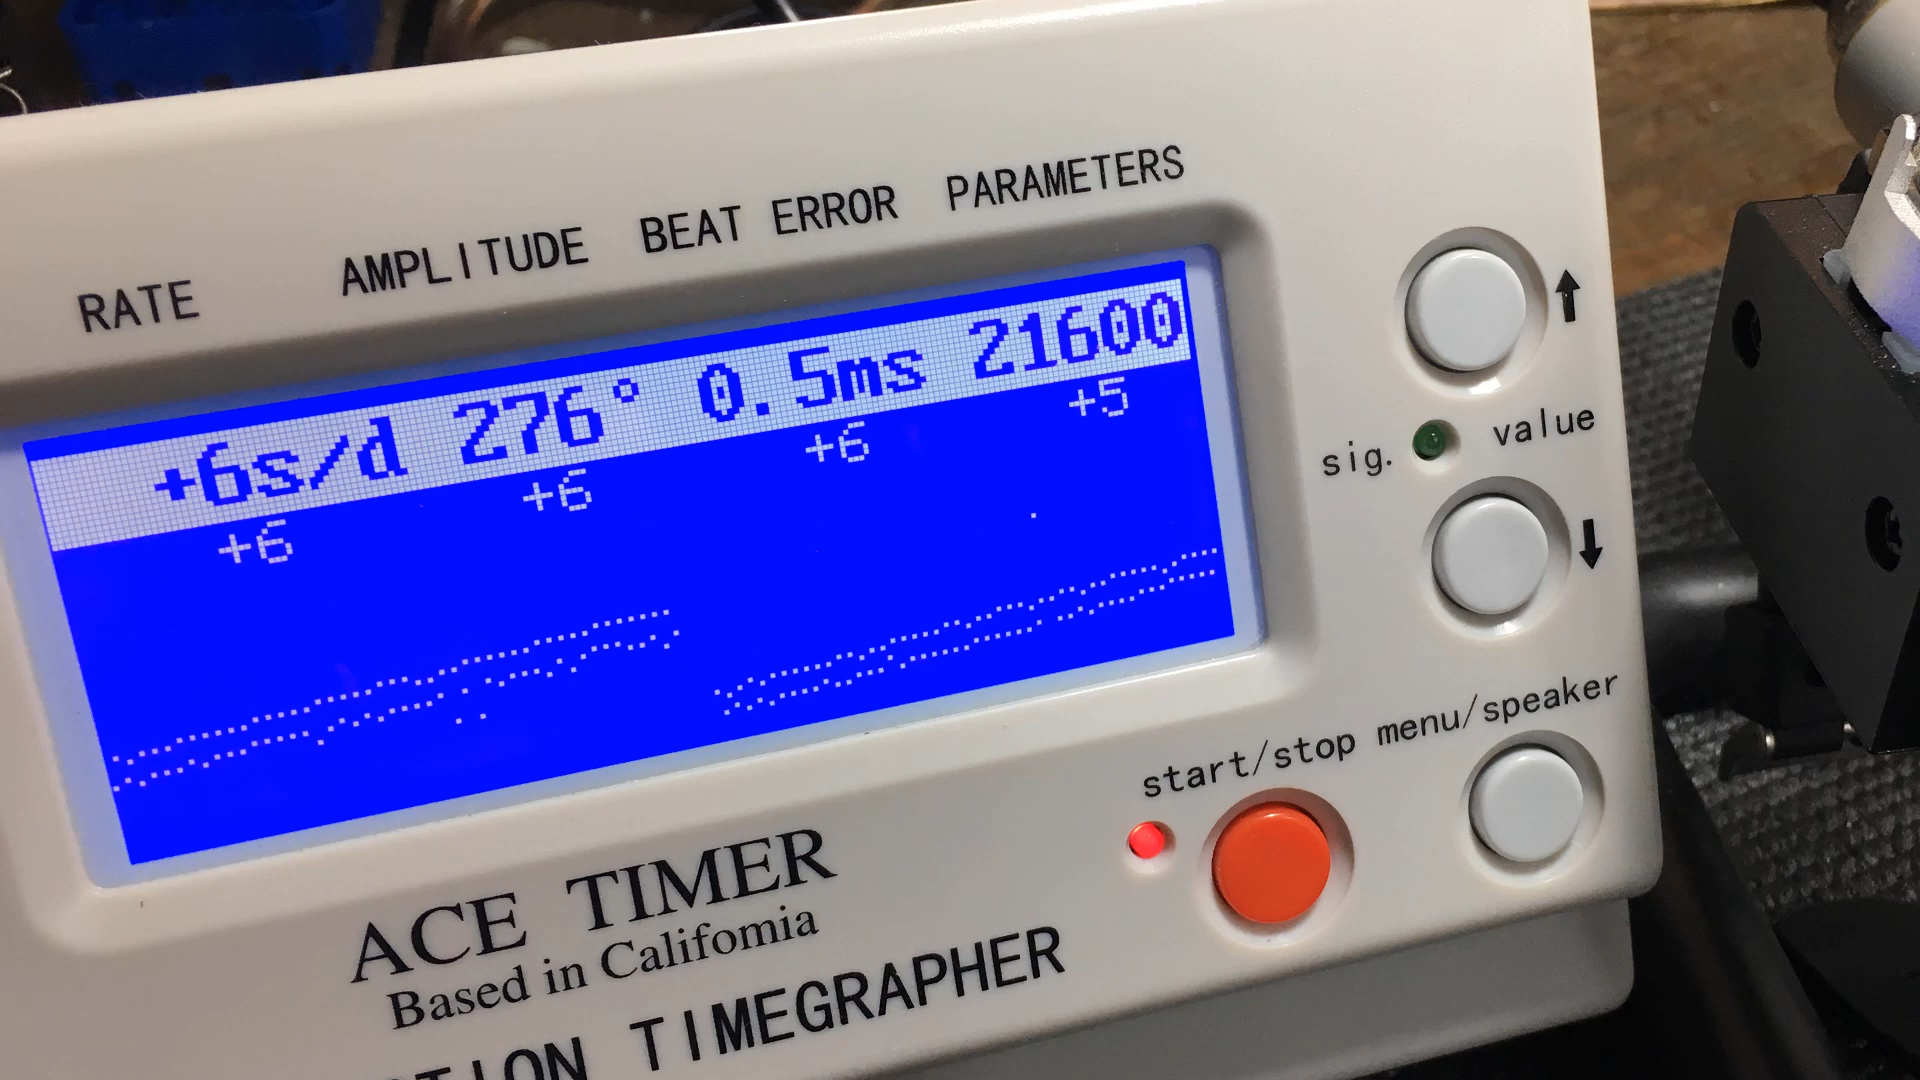 RATE AMPLITUDE BEAT ERROR PARAMETERS
+6s/d 276° 0.5ms 21600
+6 +6 +6 +5
sig. value
start/stop menu/speaker
ACE TIMER
Based in Califomia
TIMEGRAPHER